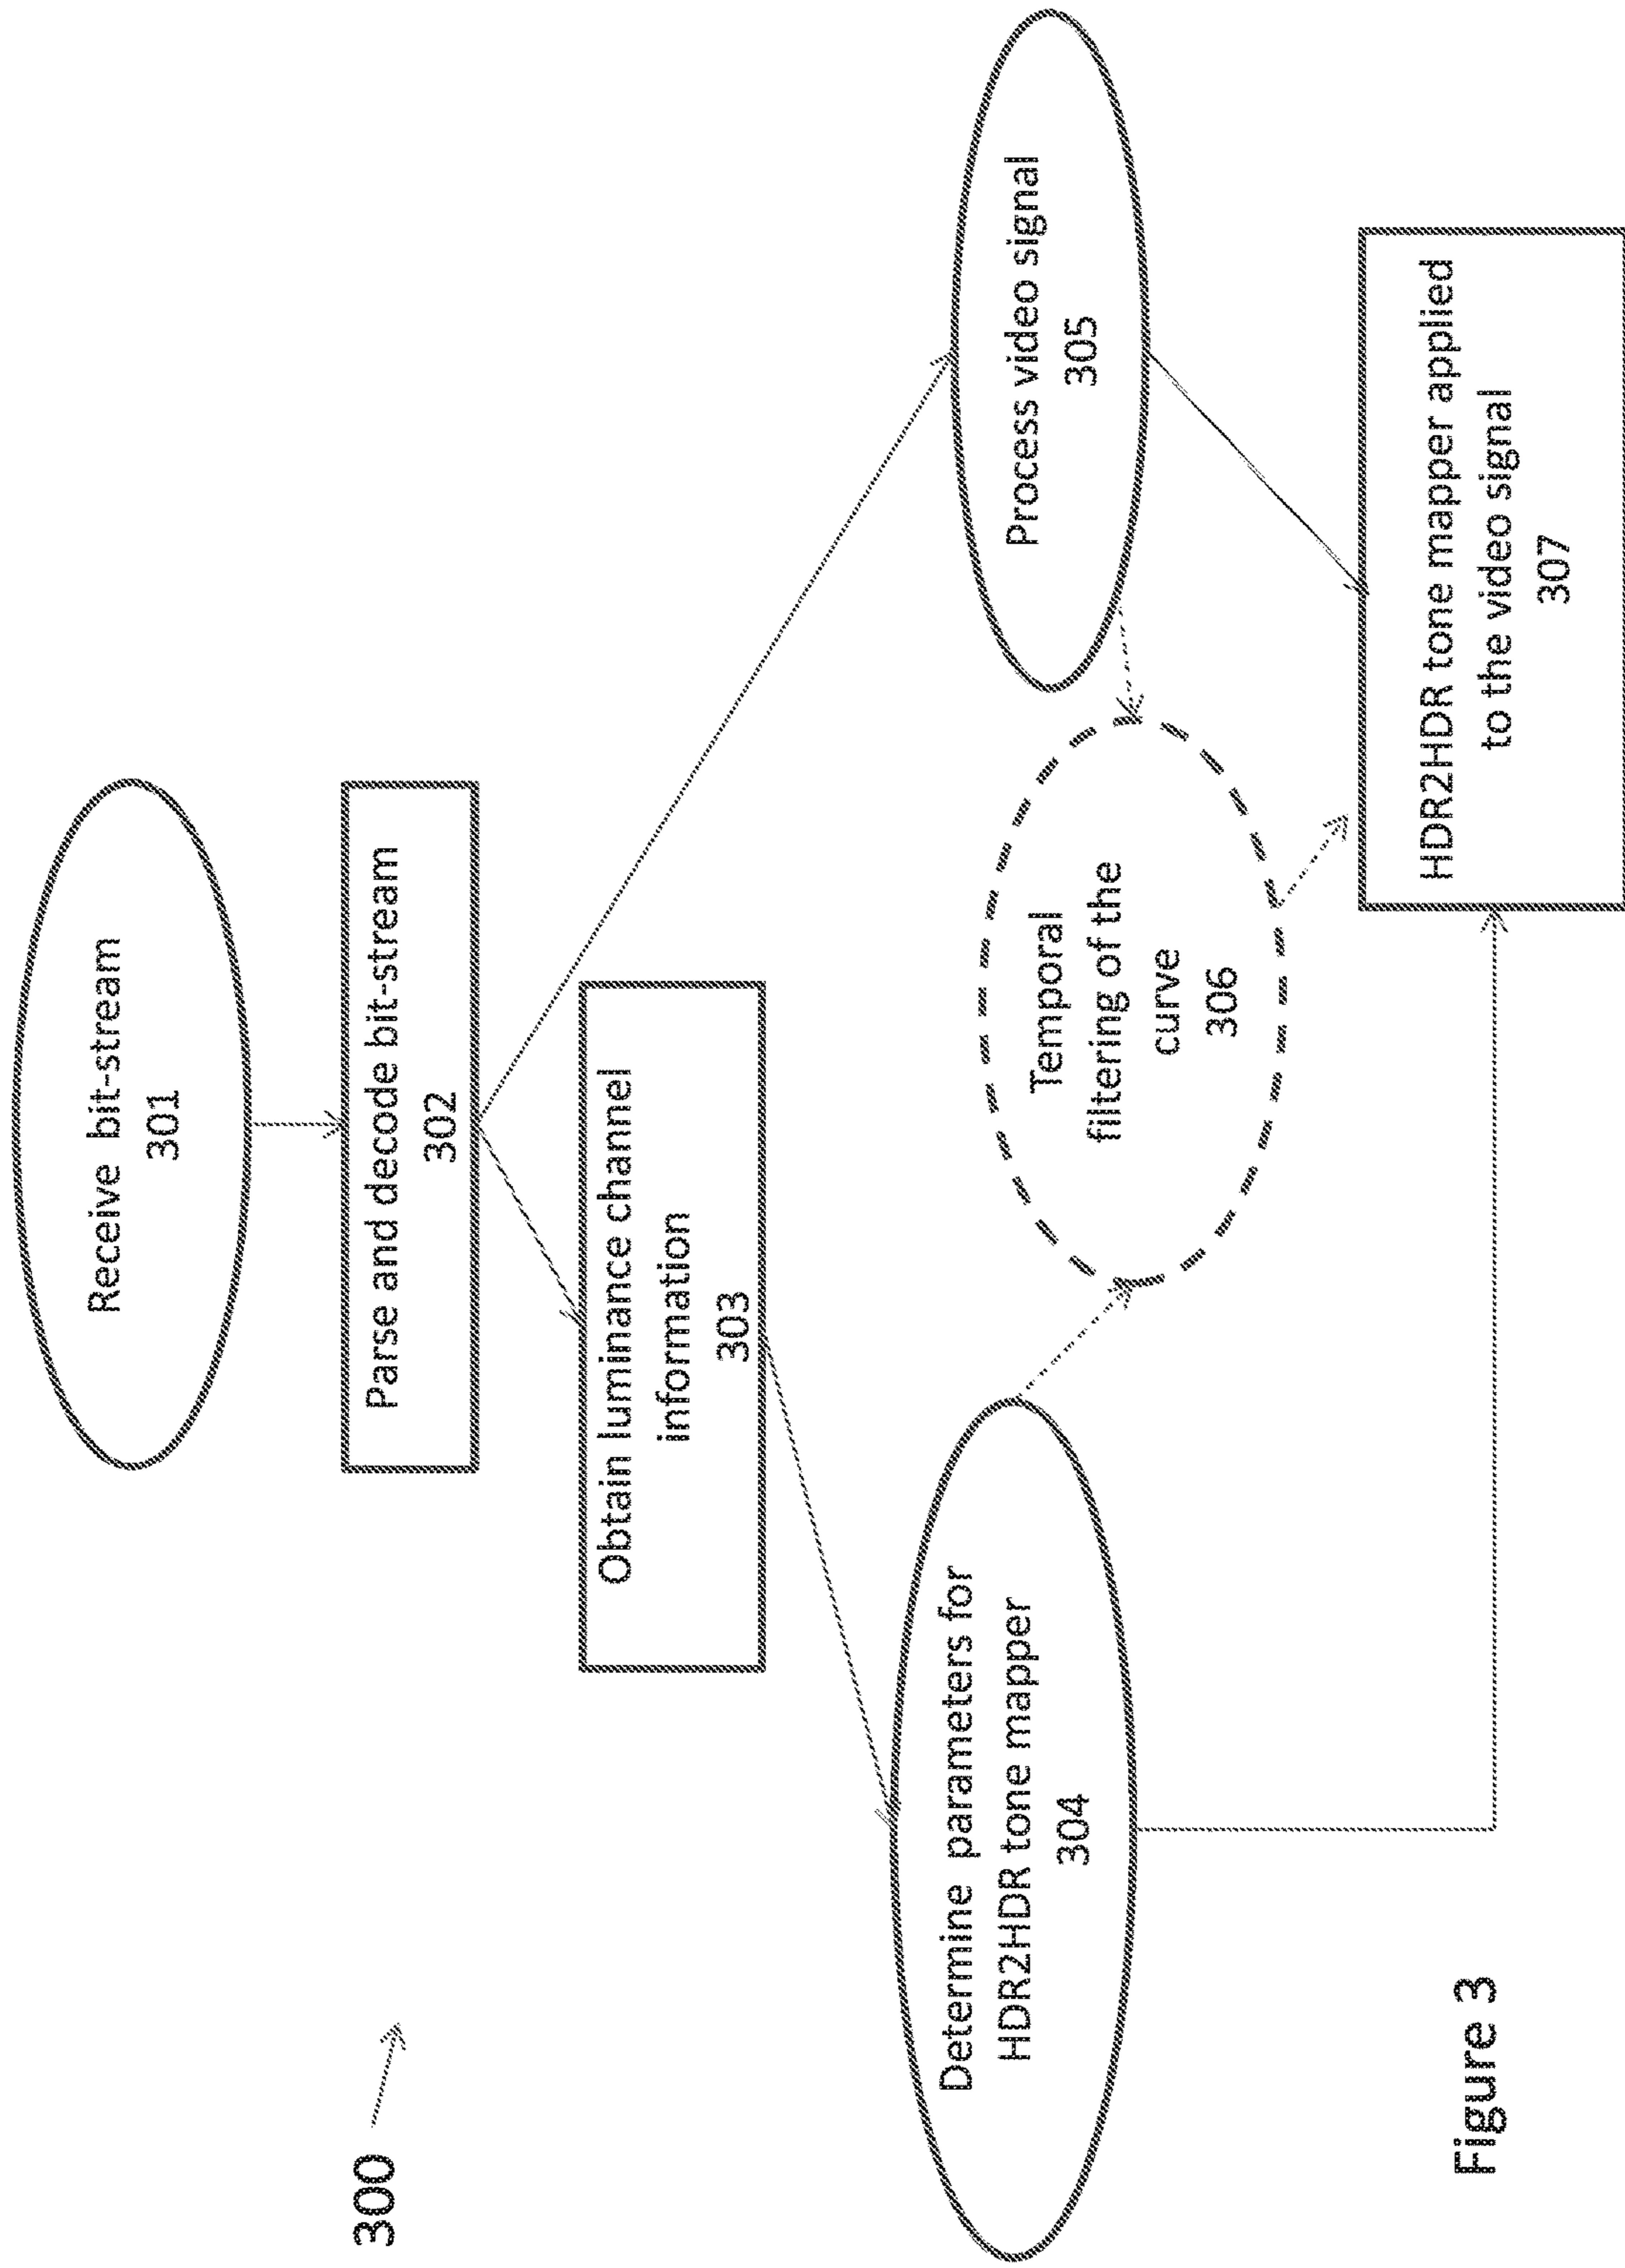 300
Receive bit-stream
301
Parse and decode bit-stream
302
Obtain luminance channel
information
303
Determine parameters for
HDR2HDR tone mapper
304
Process video signal
305
Temporal
filtering of the
curve
306
HDR2HDR tone mapper applied
to the video signal
307
Figure 3